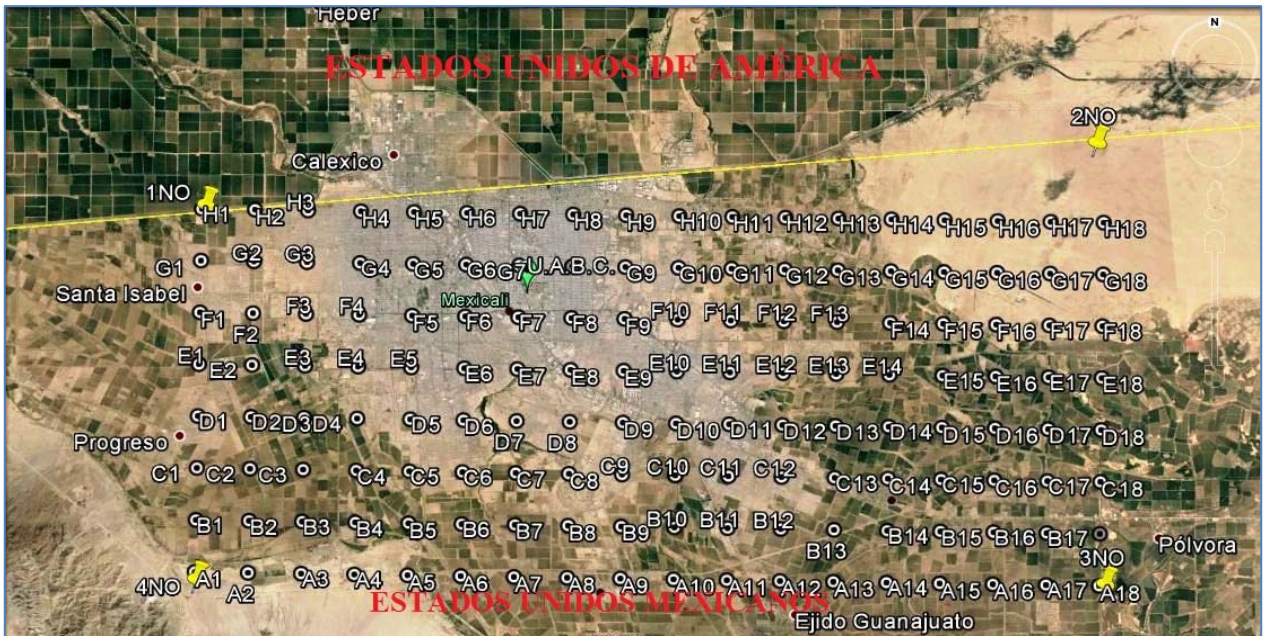 Heber
N
ESTADOS UNIDOS DE AMÉRICA
2NO
Calexico
1NO
H1 H2 H3 H4 H5 H6 H7 H8 H9 H10 H11 H12 H13 H14 H15 H16 H17 H18
G1 G2 G3 G4 G5 G6 G7 U.A.B.C. G9 G10 G11 G12 G13 G14 G15 G16 G17 G18
Santa Isabel
Mexicali
F1 F2 F3 F4 F5 F6 F7 F8 F9 F10 F11 F12 F13 F14 F15 F16 F17 F18
E1 E2 E3 E4 E5 E6 E7 E8 E9 E10 E11 E12 E13 E14 E15 E16 E17 E18
D1 D2 D3 D4 D5 D6 D7 D8 D9 D10 D11 D12 D13 D14 D15 D16 D17 D18
Progreso
C1 C2 C3 C4 C5 C6 C7 C8 C9 C10 C11 C12 C13 C14 C15 C16 C17 C18
B1 B2 B3 B4 B5 B6 B7 B8 B9 B10 B11 B12 B13 B14 B15 B16 B17
Pólvora
3NO
4NO
A1 A2 A3 A4 A5 A6 A7 A8 A9 A10 A11 A12 A13 A14 A15 A16 A17 A18
ESTADOS UNIDOS MEXICANOS
Ejido Guanajuato